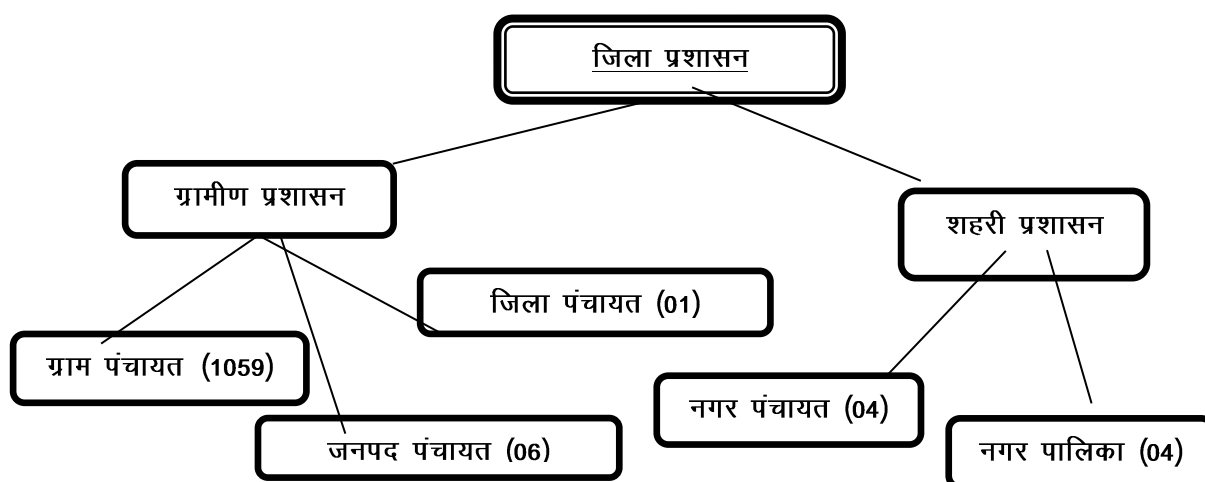 जिला प्रशासन
ग्रामीण प्रशासन
शहरी प्रशासन
जिला पंचायत (01)
ग्राम पंचायत (1059)
नगर पंचायत (04)
जनपद पंचायत (06)
नगर पालिका (04)